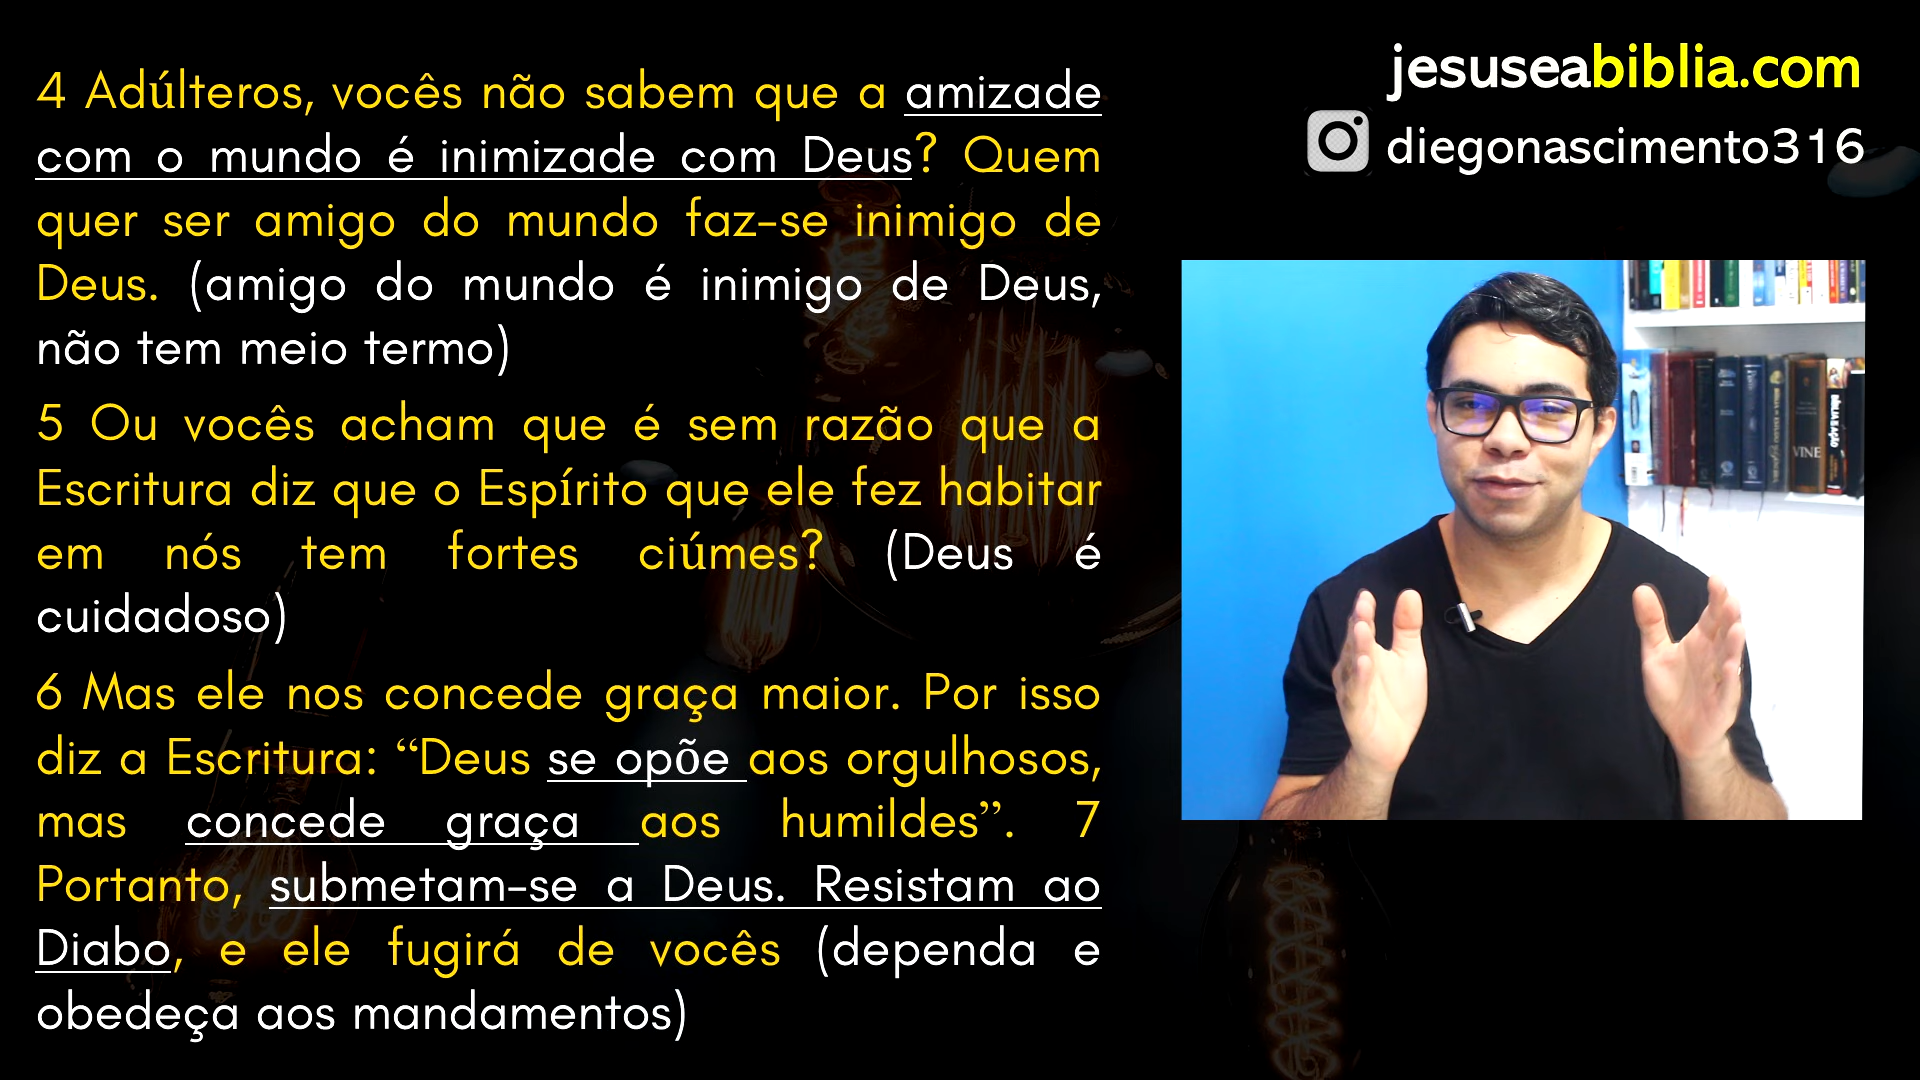 4 Adúlteros, vocês não sabem que a amizade
com o mundo é inimizade com Deus? Quem
quer ser amigo do mundo faz-se inimigo de
Deus. (amigo do mundo é inimigo de Deus,
não tem meio termo)
5 Ou vocês acham que é sem razão que a
Escritura diz que o Espírito que ele fez habitar
em nós tem fortes ciúmes? (Deus é
cuidadoso)
6 Mas ele nos concede graça maior. Por isso
diz a Escritura: “Deus se opõe aos orgulhosos,
mas concede graça aos humildes”. 7
Portanto, submetam-se a Deus. Resistam ao
Diabo, e ele fugirá de vocês (dependa e
obedeça aos mandamentos)
jesuseabiblia.com
diegonascimento316
VINE